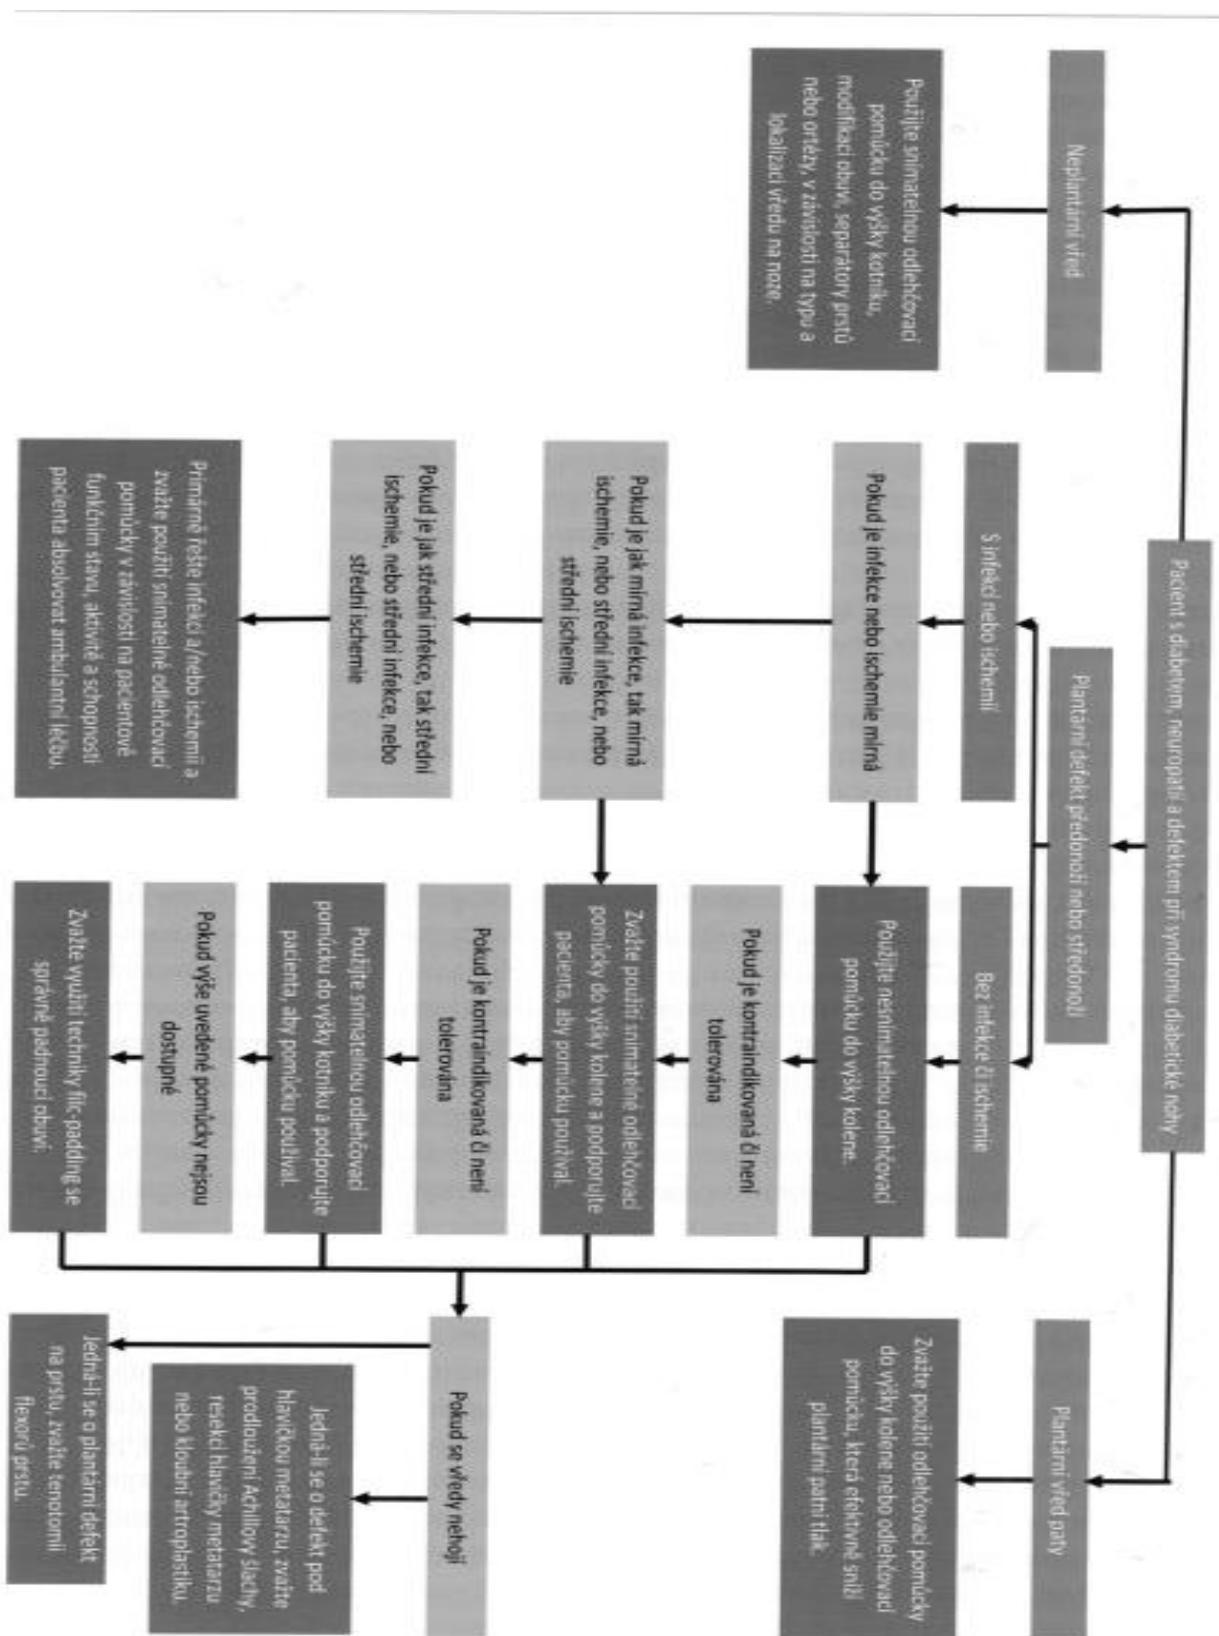 Pacient s diabetem, neuropatií a defektem při syndromu diabetické nohy
Neplantární vřed
Použijte snímatelnou odlehčovací
pomůcku do výšky kotníku,
modifikaci obuvi, separátory prstů
nebo ortézy, v závislosti na typu a
lokalizaci vředu na noze.
Plantární defekt předonoží nebo středonoží
S infekcí nebo ischemií
Pokud je infekce nebo ischemie mírná
Pokud je jak mírná infekce, tak mírná
ischemie, nebo střední infekce, nebo
střední ischemie
Pokud je jak střední infekce, tak střední
ischemie, nebo střední infekce, nebo
střední ischemie
Primárně řešte infekci a/nebo ischemii a
zvažte použití snímatelné odlehčovací
pomůcky v závislosti na pacientově
funkčním stavu, aktivitě a schopnosti
pacienta absolvovat ambulantní léčbu.
Bez infekce či ischemie
Použijte nesnímatelnou odlehčovací
pomůcku do výšky kolene.
Pokud je kontraindikovaná či není
tolerována
Zvažte použití snímatelné odlehčovací
pomůcky do výšky kolene a podporujte
pacienta, aby pomůcku používal.
Pokud je kontraindikovaná či není
tolerována
Použijte snímatelnou odlehčovací
pomůcku do výšky kotníku a podporujte
pacienta, aby pomůcku používal.
Pokud výše uvedené pomůcky nejsou
dostupné
Zvažte využití techniky filc-padding se
správně padnoucí obuví.
Plantární vřed paty
Zvažte použití odlehčovací pomůcky
do výšky kolene nebo odlehčovací
pomůcku, která efektivně sníží
plantární patní tlak.
Pokud se vředy nehojí
Jedná-li se o defekt pod
hlavičkou metatarzu, zvažte
prodloužení Achillovy šlachy,
resekci hlavičky metatarzu
nebo kloubní artroplastiku.
Jedná-li se o plantární defekt
na prstu, zvažte tenotomii
flexorů prstu.